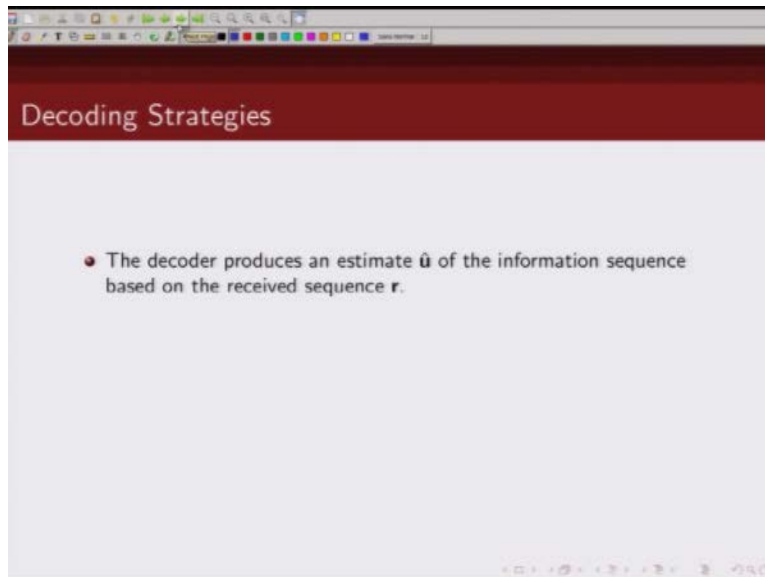 Decoding Strategies
The decoder produces an estimate û of the information sequence
based on the received sequence r.